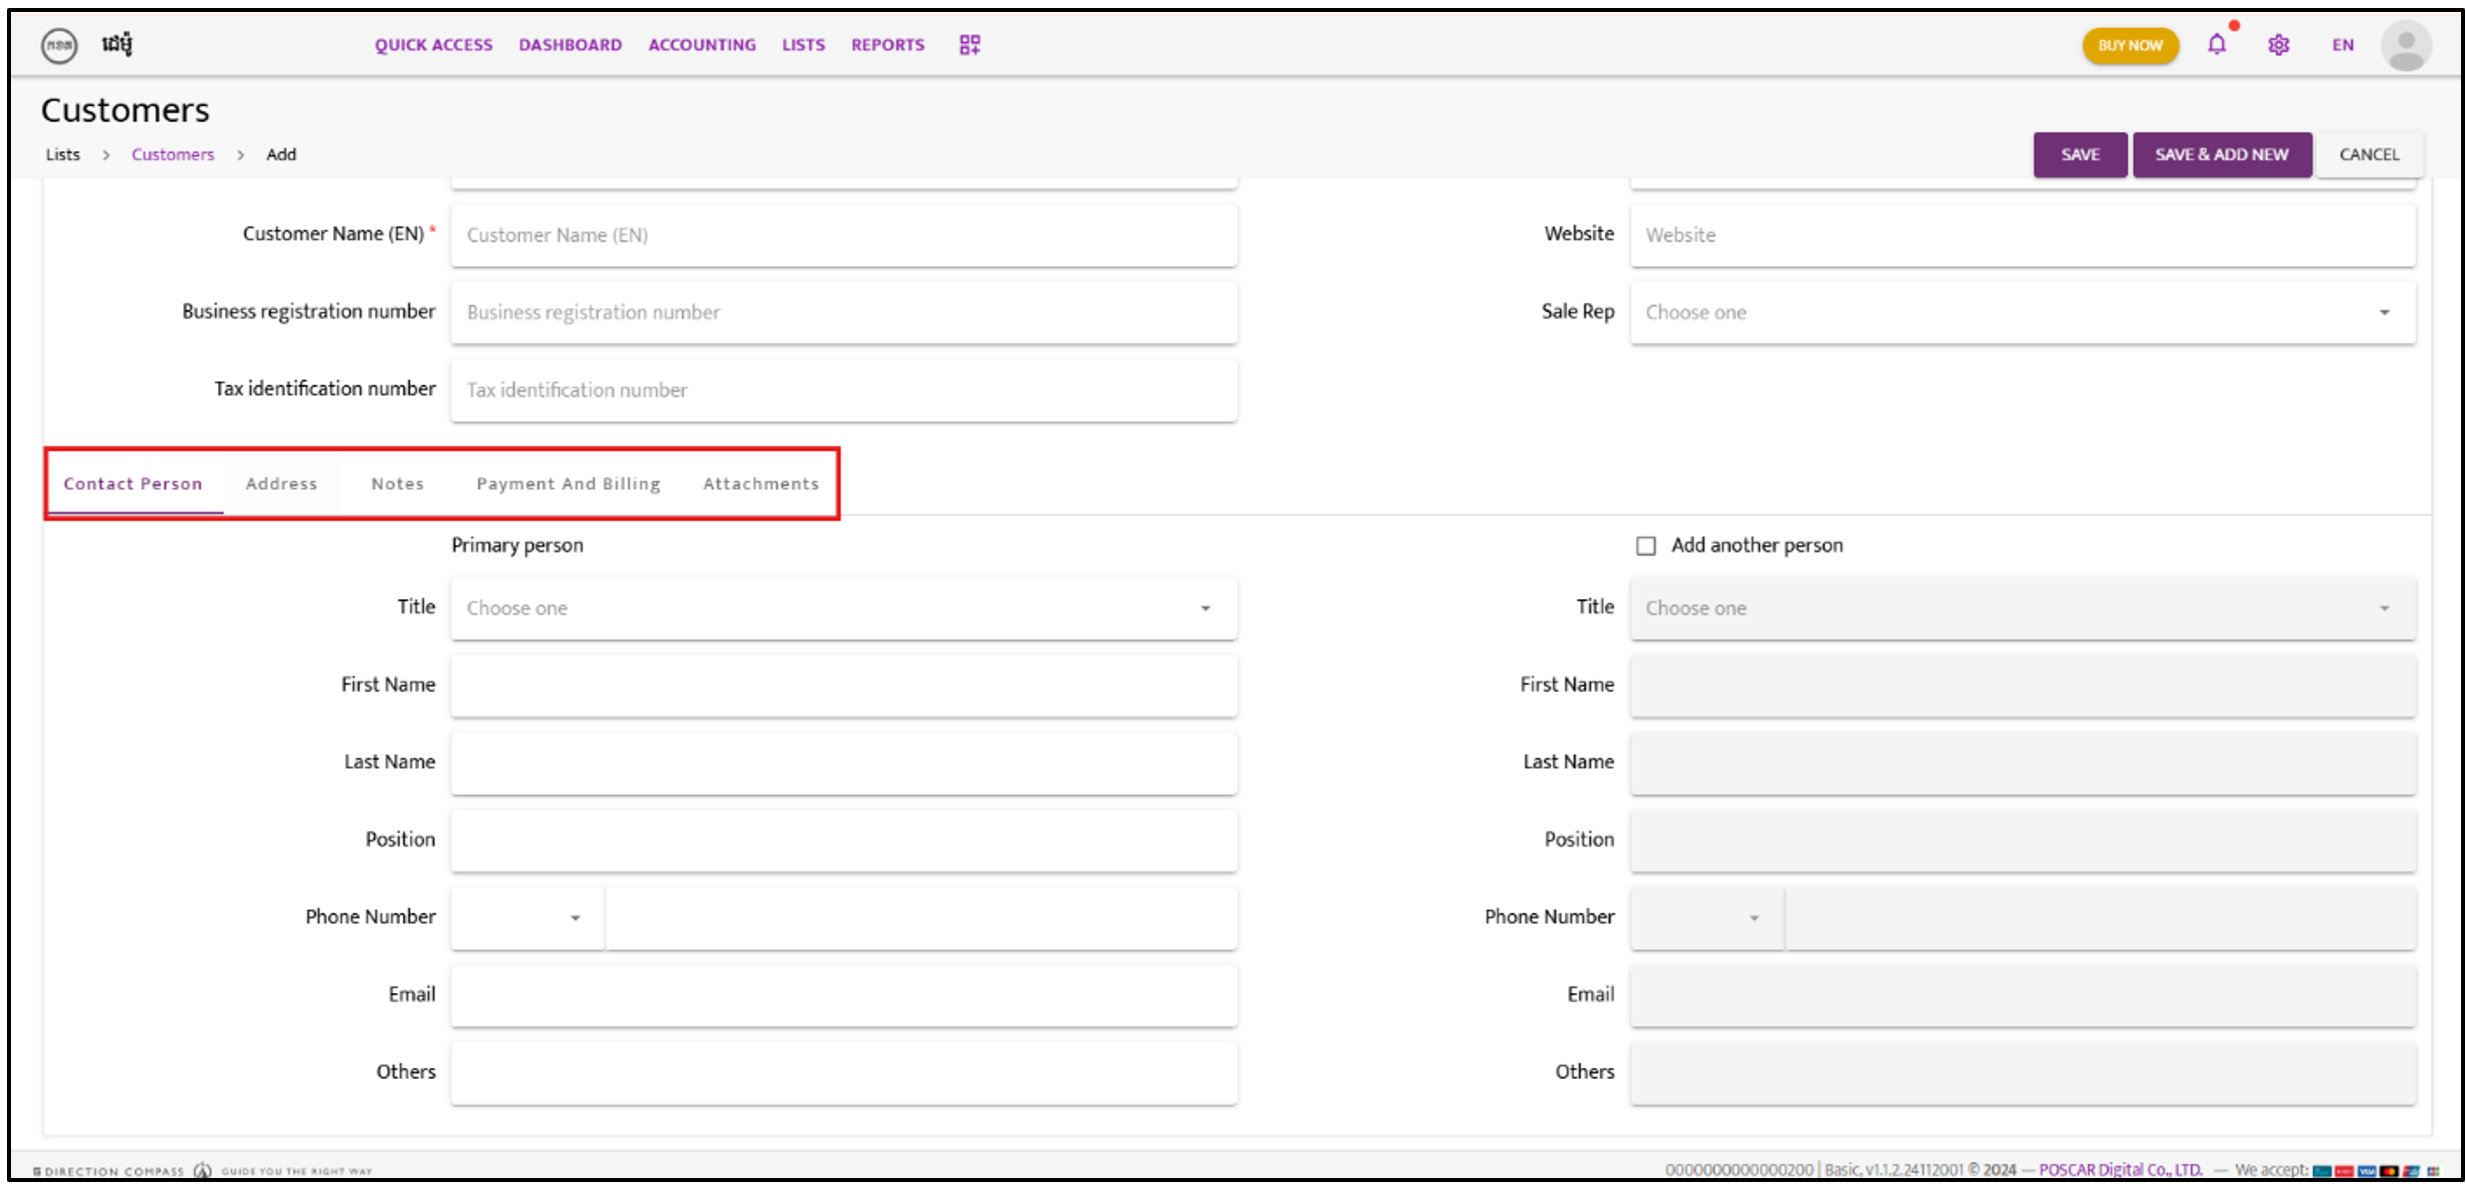 កខគ ដេម៉ូ QUICK ACCESS DASHBOARD ACCOUNTING LISTS REPORTS BUY NOW EN
Customers
Lists > Customers > Add SAVE SAVE & ADD NEW CANCEL
Customer Name (EN) * Customer Name (EN) Website Website
Business registration number Business registration number Sale Rep Choose one
Tax identification number Tax identification number
Contact Person Address Notes Payment And Billing Attachments
Primary person Add another person
Title Choose one Title Choose one
First Name First Name
Last Name Last Name
Position Position
Phone Number Phone Number
Email Email
Others Others
DIRECTION COMPASS GUIDE YOU THE RIGHT WAY 0000000000000200 | Basic, v1.1.2.24112001 © 2024 — POSCAR Digital Co., LTD. — We accept: VISA